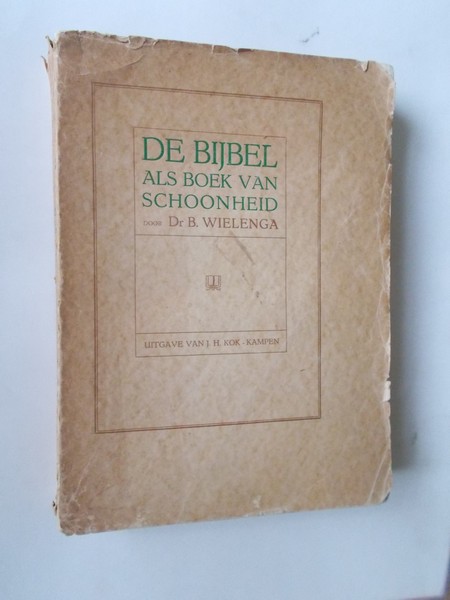 DE BIJBEL
ALS BOEK VAN
SCHOONHEID
DOOR Dr B. WIELENGA
UITGAVE VAN J. H. KOK - KAMPEN